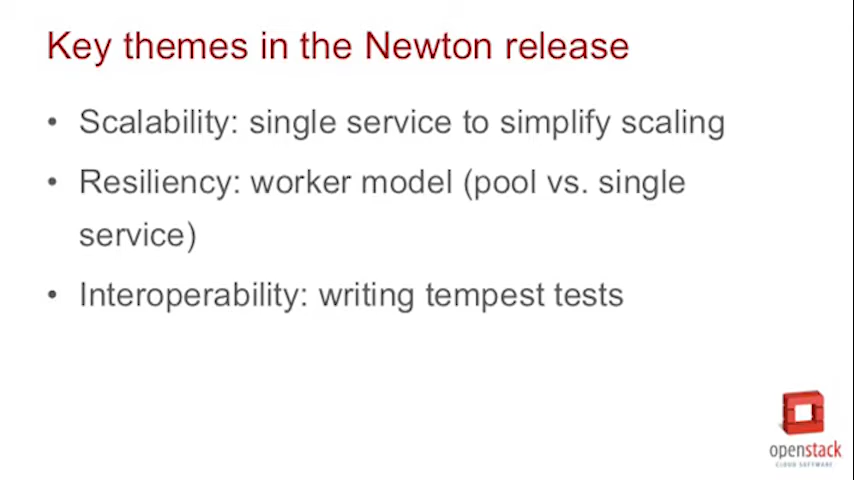 Key themes in the Newton release
• Scalability: single service to simplify scaling
• Resiliency: worker model (pool vs. single
service)
• Interoperability: writing tempest tests
openstack
CLOUD SOFTWARE